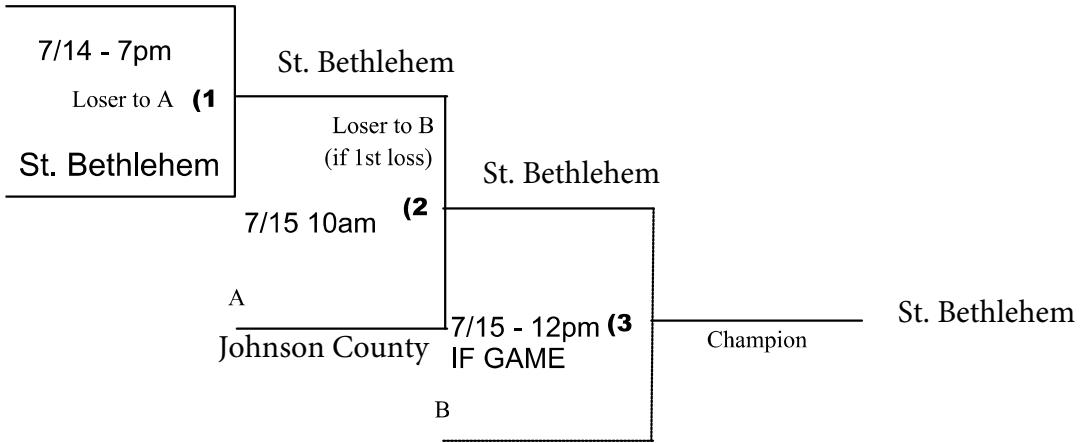 7/14 - 7pm
St. Bethlehem
Loser to A (1
Loser to B
(if 1st loss)
St. Bethlehem
St. Bethlehem
7/15 10am (2
A
Johnson County
7/15 - 12pm (3
IF GAME
St. Bethlehem
Champion
B